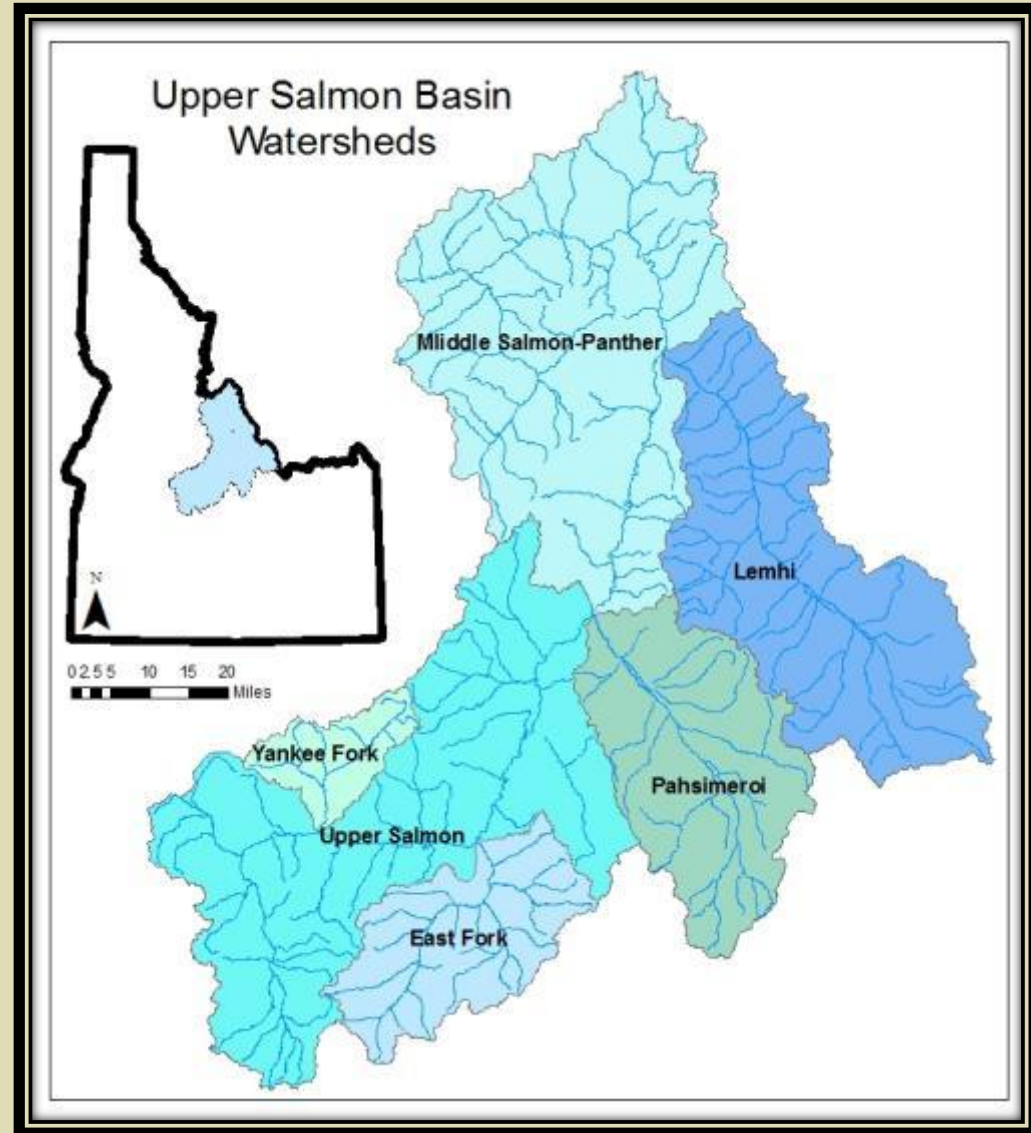 Upper Salmon Basin
Watersheds
Mliddle Salmon-Panther
Lemhi
N
0 2.5 5 10 15 20
Miles
Yankee Fork
Pahsimeroi
Upper Salmon
East Fork